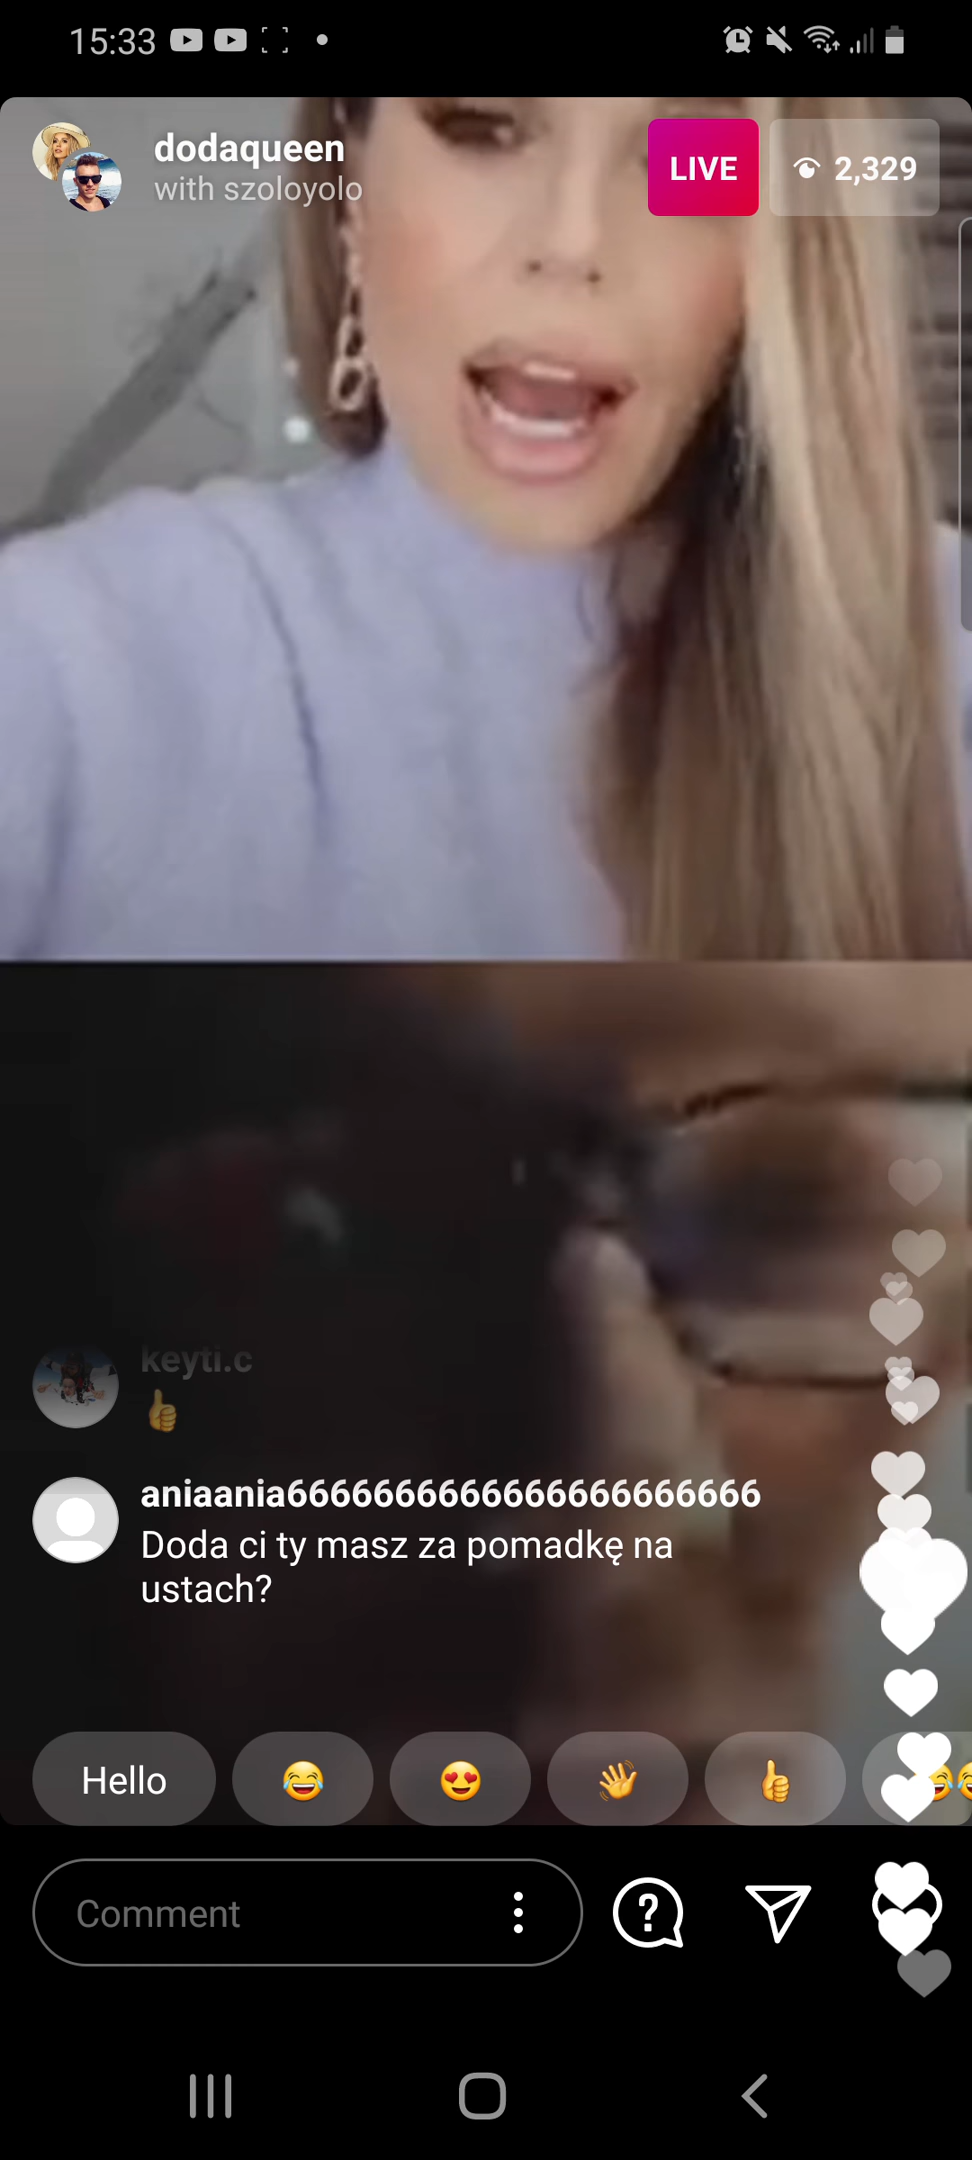 15:33
dodaqueen
with szoloyolo
LIVE
2,329
keyti.c
👍
aniaania6666666666666666666666
Doda ci ty masz za pomadkę na
ustach?
Hello
Comment